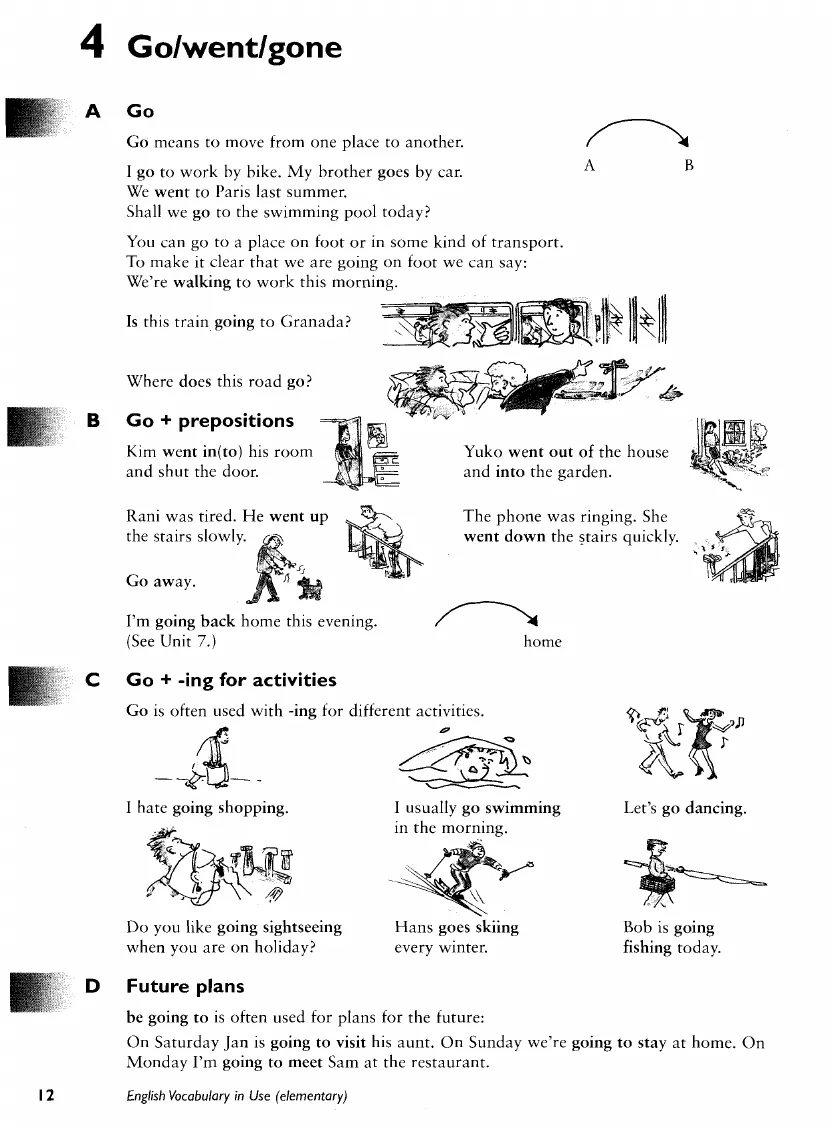 4 Go/went/gone
A Go
Go means to move from one place to another.
I go to work by bike. My brother goes by car.
We went to Paris last summer.
Shall we go to the swimming pool today?
A B
You can go to a place on foot or in some kind of transport.
To make it clear that we are going on foot we can say:
We're walking to work this morning.
Is this train going to Granada?
Where does this road go?
B Go + prepositions
Kim went in(to) his room
and shut the door.
Yuko went out of the house
and into the garden.
Rani was tired. He went up
the stairs slowly.
The phone was ringing. She
went down the stairs quickly.
Go away.
I'm going back home this evening.
(See Unit 7.)
home
C Go + -ing for activities
Go is often used with -ing for different activities.
I hate going shopping.
I usually go swimming
in the morning.
Let's go dancing.
Do you like going sightseeing
when you are on holiday?
Hans goes skiing
every winter.
Bob is going
fishing today.
D Future plans
be going to is often used for plans for the future:
On Saturday Jan is going to visit his aunt. On Sunday we're going to stay at home. On
Monday I'm going to meet Sam at the restaurant.
12 English Vocabulary in Use (elementary)